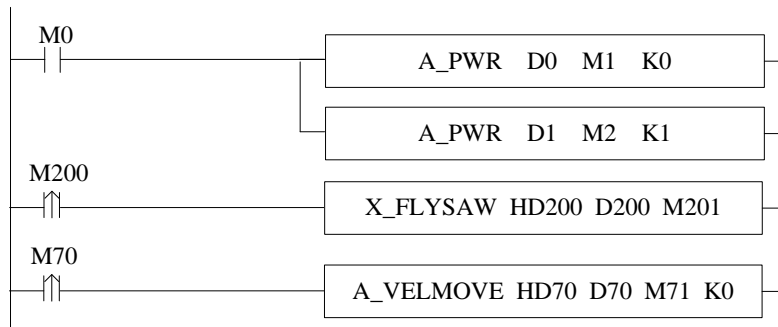 M0
A_PWR D0 M1 K0
A_PWR D1 M2 K1
M200
X_FLYSAW HD200 D200 M201
M70
A_VELMOVE HD70 D70 M71 K0